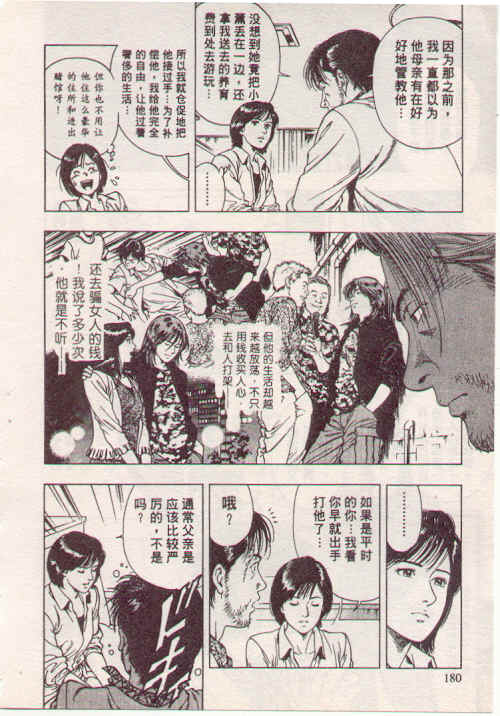 因为那之前，
我一直都以为
他母亲有在好
好地管教他…
没想到她竟把小
薰丢在一边，还
拿我送去的养育
费到处去游玩…
………
所以我就仓促地把
他接过手…为了补
偿他，我给他完全
的自由，让他过着
奢侈的生活…
但你也不用让
他住这么豪华
的住所和进出
赌馆呀！
但他的生活却越
来越放荡，不只
用钱收买人心，
去和人打架
还去骗女人的钱
！我说了多少次
，他就是不听…
………
如果是平时
的你，我看
你早就出手
打他了…
哦？
通常父亲是
应该比较严
厉的，不是
吗？
ドキッ
180